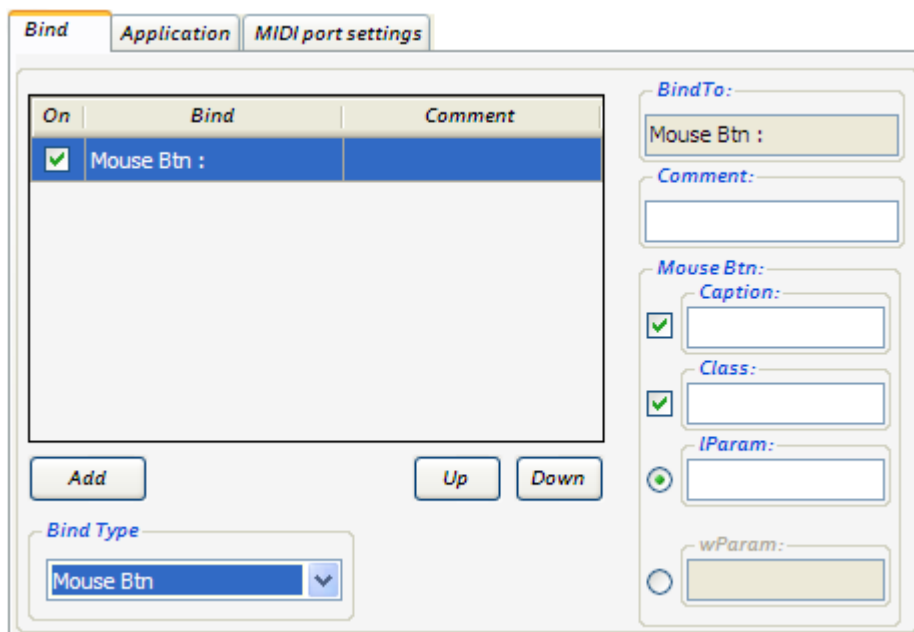 Bind Application MIDI port settings
On Bind Comment
Mouse Btn :
Add Up Down
Bind Type
Mouse Btn
BindTo:
Mouse Btn :
Comment:
Mouse Btn:
Caption:
Class:
lParam:
wParam: